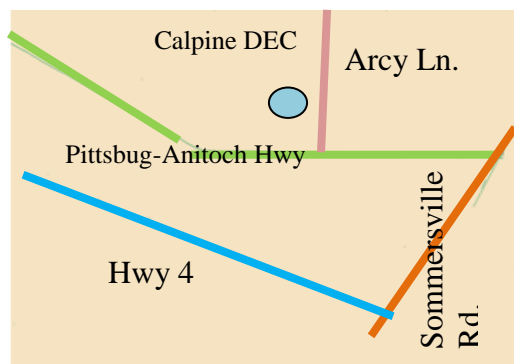 Calpine DEC
Arcy Ln.
Pittsbug-Anitoch Hwy
Hwy 4
Sommersville
Rd.